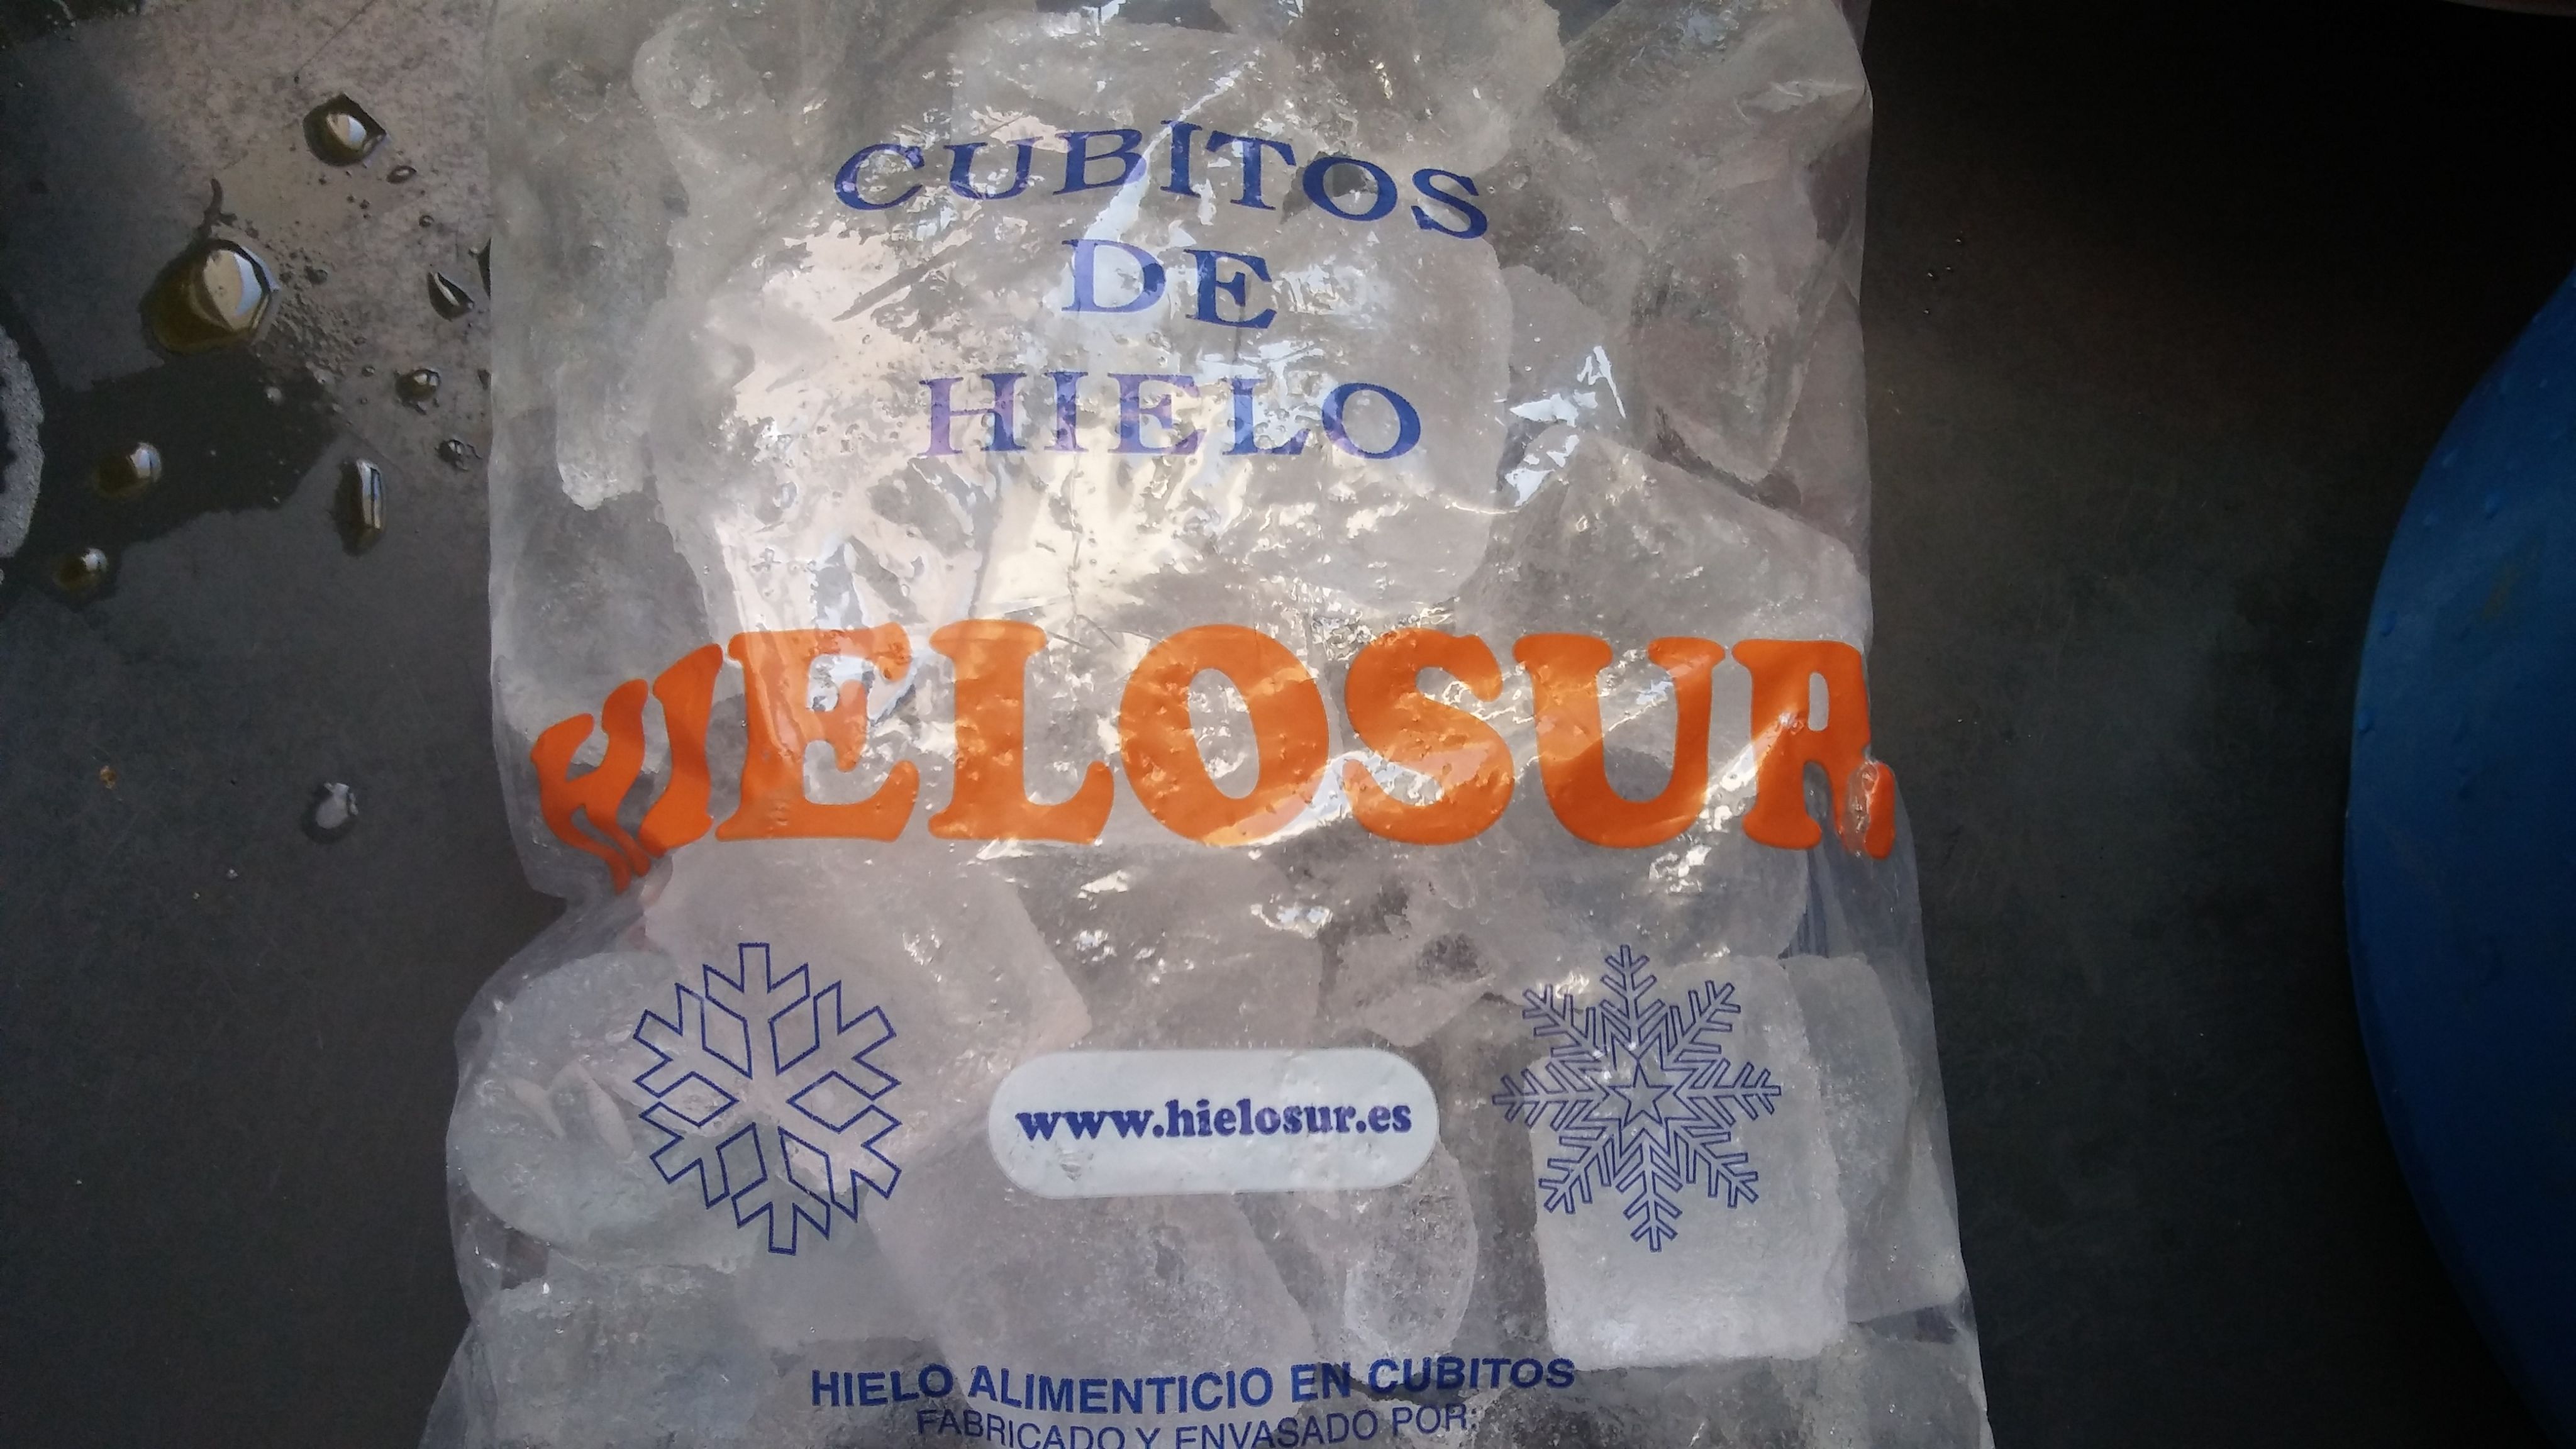 CUBITOS
DE
HIELO
HIELOSUR
www.hielosur.es
HIELO ALIMENTICIO EN CUBITOS
FABRICADO Y ENVASADO POR: